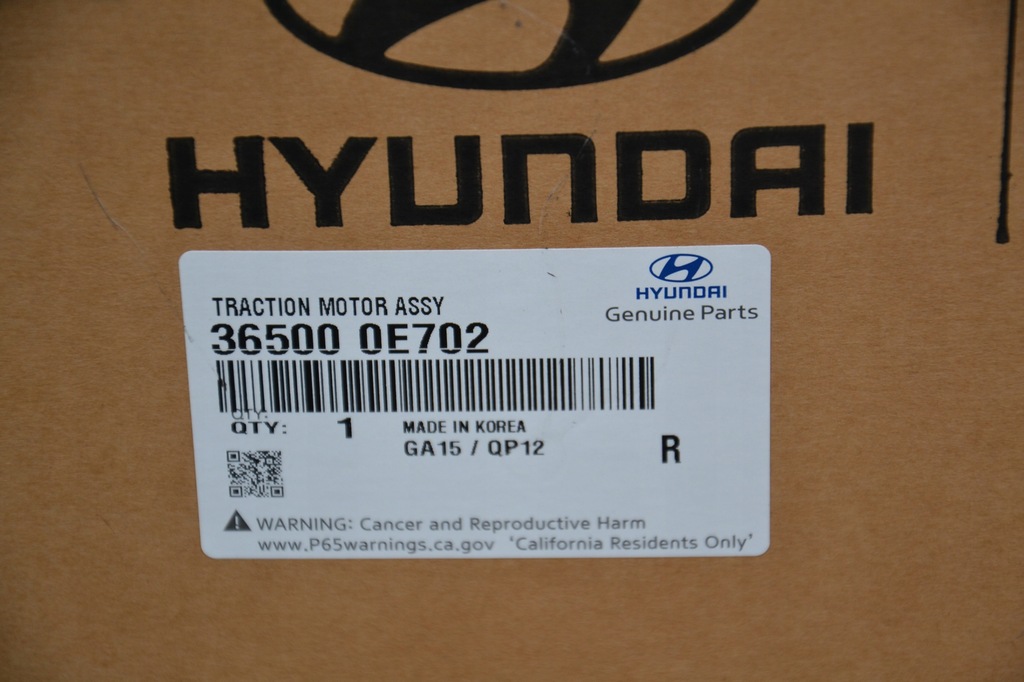 HYUNDAI
HYUNDAI
Genuine Parts
TRACTION MOTOR ASSY
36500 0E702
QTY:
QTY: 1 MADE IN KOREA
GA15 / QP12
R
WARNING: Cancer and Reproductive Harm
www.P65warnings.ca.gov 'California Residents Only'